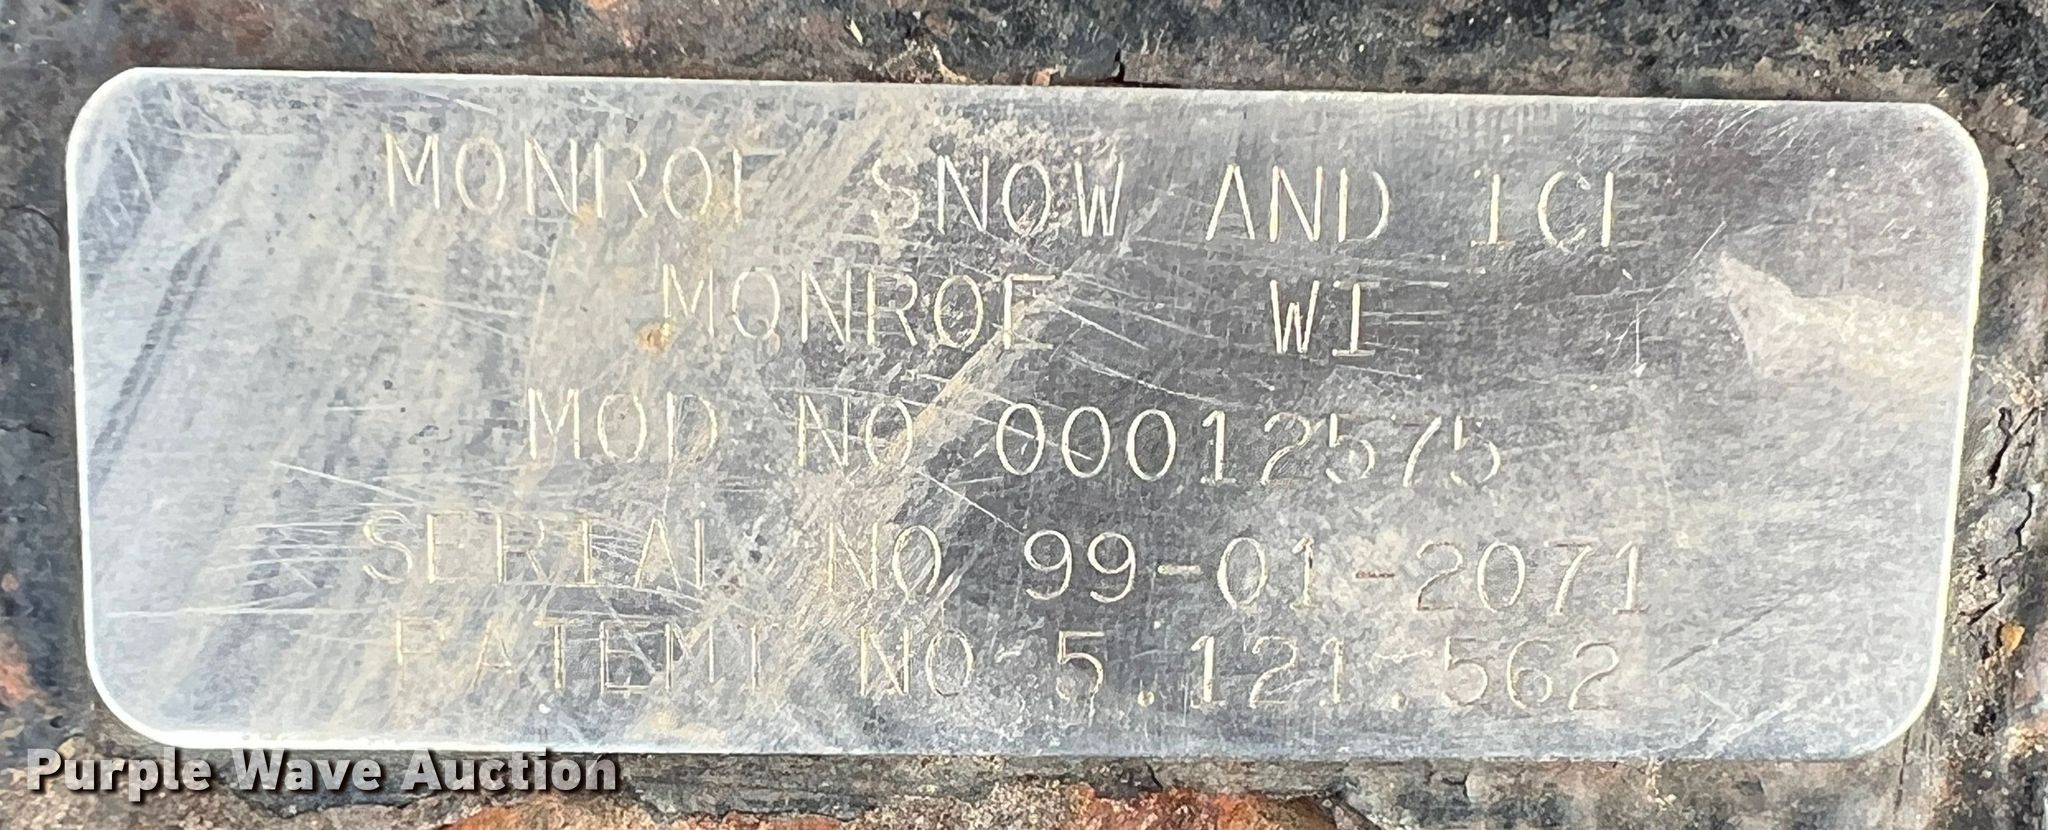 MONROE SNOW AND ICE
MONROE WI
MOD NO 00012575
SERIAL NO 99-01-2071
PATENT NO 5.121.562
Purple Wave Auction